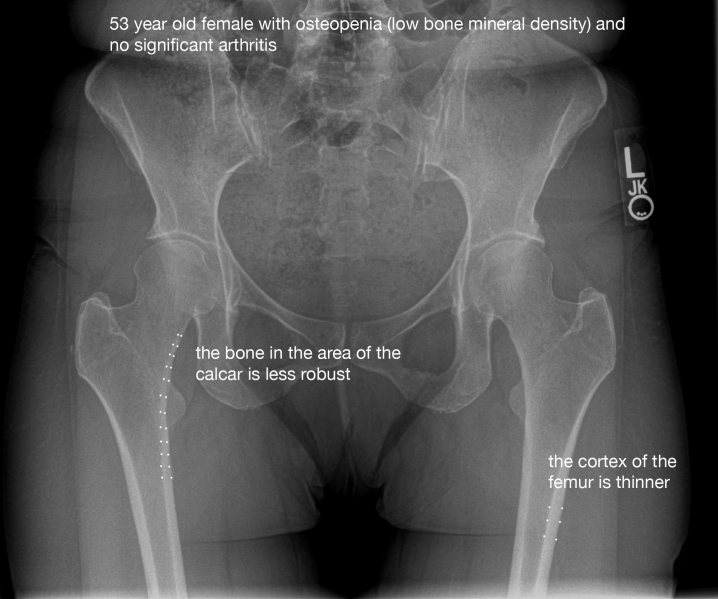 53 year old female with osteopenia (low bone mineral density) and
no significant arthritis
L
JK
the bone in the area of the
calcar is less robust
the cortex of the
femur is thinner